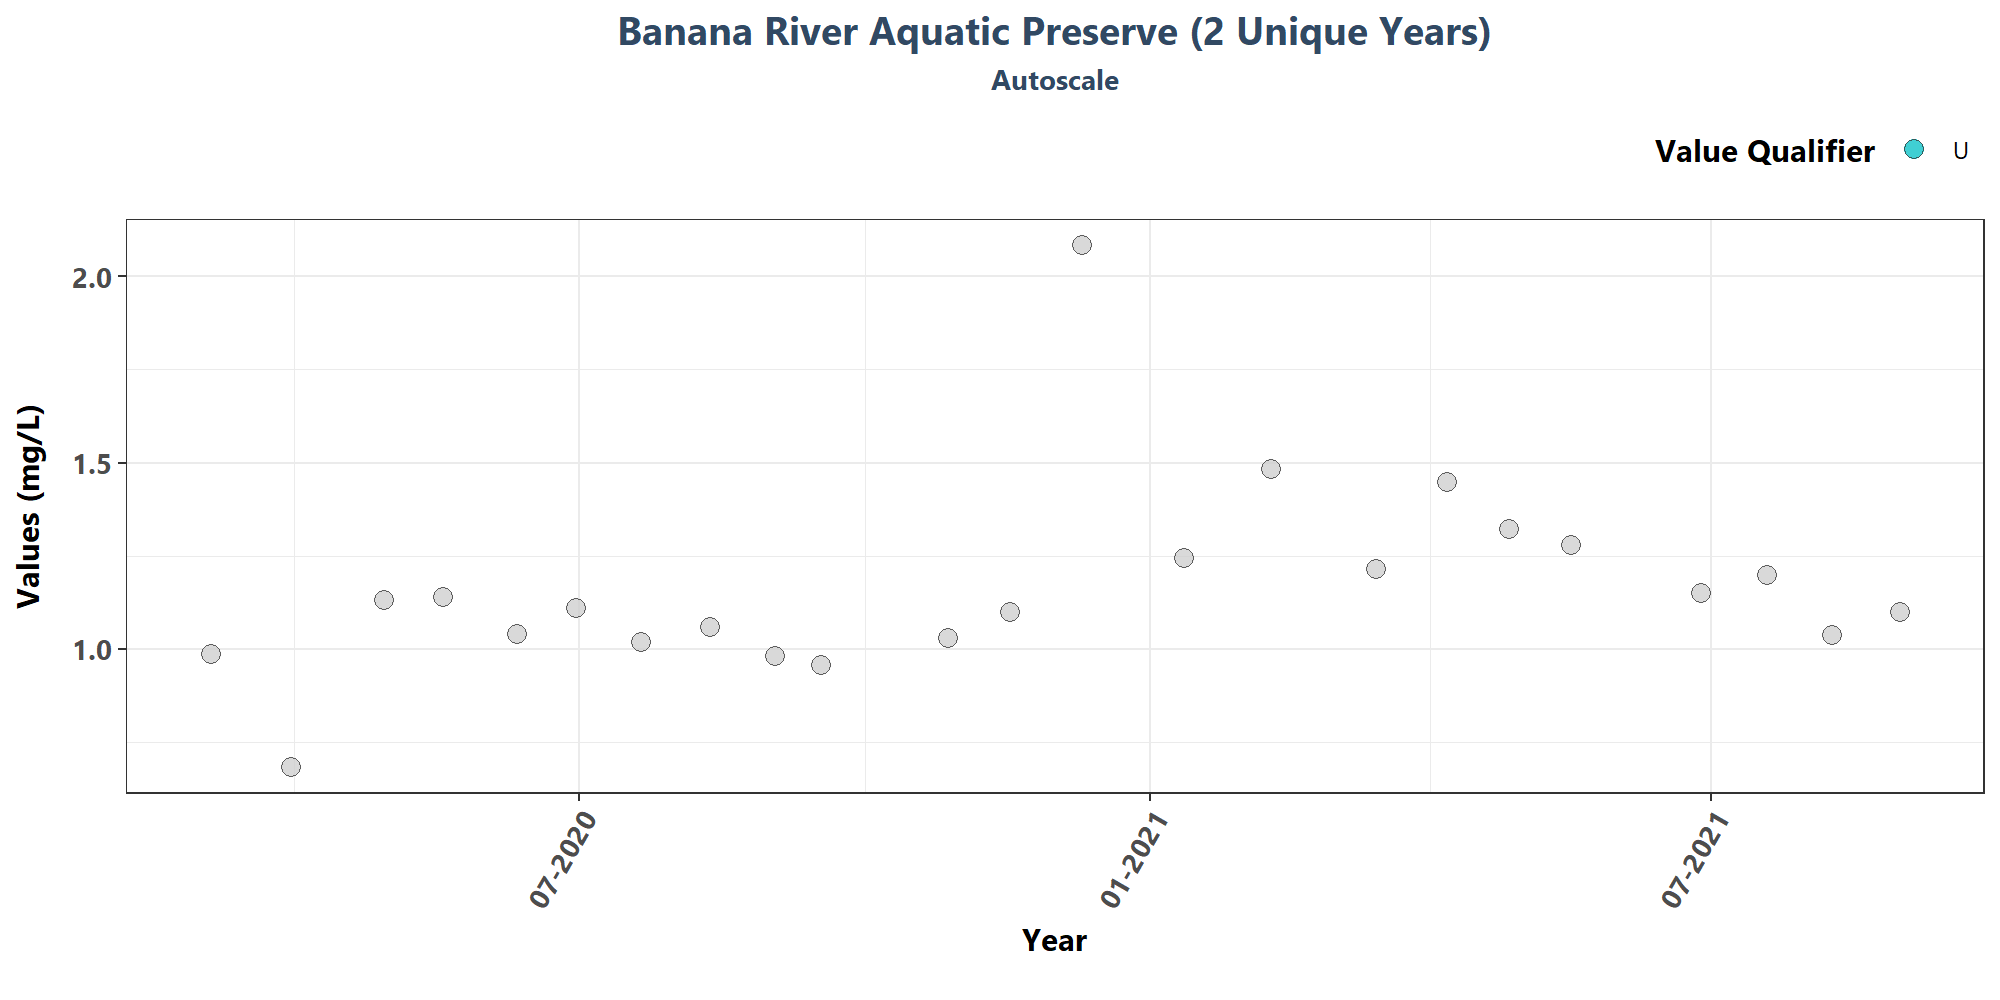 Banana River Aquatic Preserve (2 Unique Years)
Autoscale
Value Qualifier U
Values (mg/L)
2.0
1.5
1.0
07-2020
01-2021
07-2021
Year